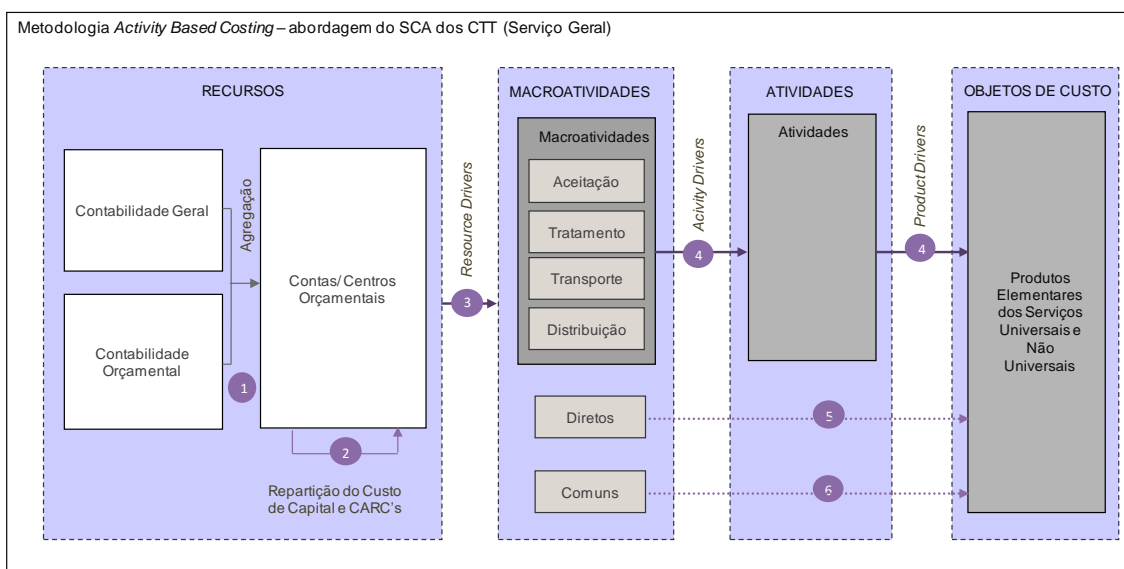 Metodologia Activity Based Costing – abordagem do SCA dos CTT (Serviço Geral)
RECURSOS
Contabilidade Geral
Contabilidade
Orçamental
Agregação
1
Contas/ Centros
Orçamentais
2
Repartição do Custo
de Capital e CARC's
Resource Drivers
3
MACROATIVIDADES
Macroatividades
Aceitação
Tratamento
Transporte
Distribuição
Diretos
Comuns
Acivity Drivers
4
ATIVIDADES
Atividades
5
6
Product Drivers
4
OBJETOS DE CUSTO
Produtos
Elementares
dos Serviços
Universais e
Não
Universais